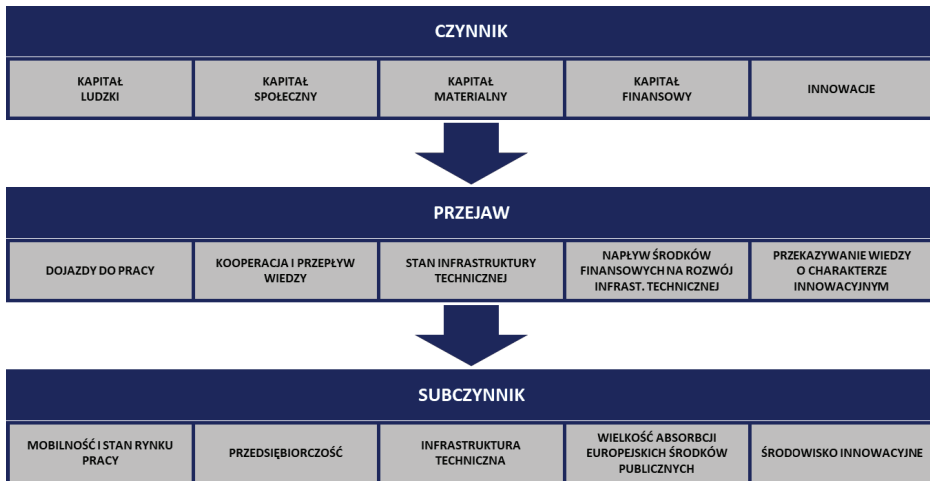 CZYNNIK
KAPITAŁ
LUDZKI
KAPITAŁ
SPOŁECZNY
KAPITAŁ
MATERIALNY
KAPITAŁ
FINANSOWY
INNOWACJE
PRZEJAW
DOJAZDY DO PRACY
KOOPERACJA I PRZEPŁYW
WIEDZY
STAN INFRASTRUKTURY
TECHNICZNEJ
NAPŁYW ŚRODKÓW
FINANSOWYCH NA ROZWÓJ
INFRAST. TECHNICZNEJ
PRZEKAZYWANIE WIEDZY
O CHARAKTERZE
INNOWACYJNYM
SUBCZYNNIK
MOBILNOŚĆ I STAN RYNKU
PRACY
PRZEDSIĘBIORCZOŚĆ
INFRASTRUKTURA
TECHNICZNA
WIELKOŚĆ ABSORBCJI
EUROPEJSKICH ŚRODKÓW
PUBLICZNYCH
ŚRODOWISKO INNOWACYJNE